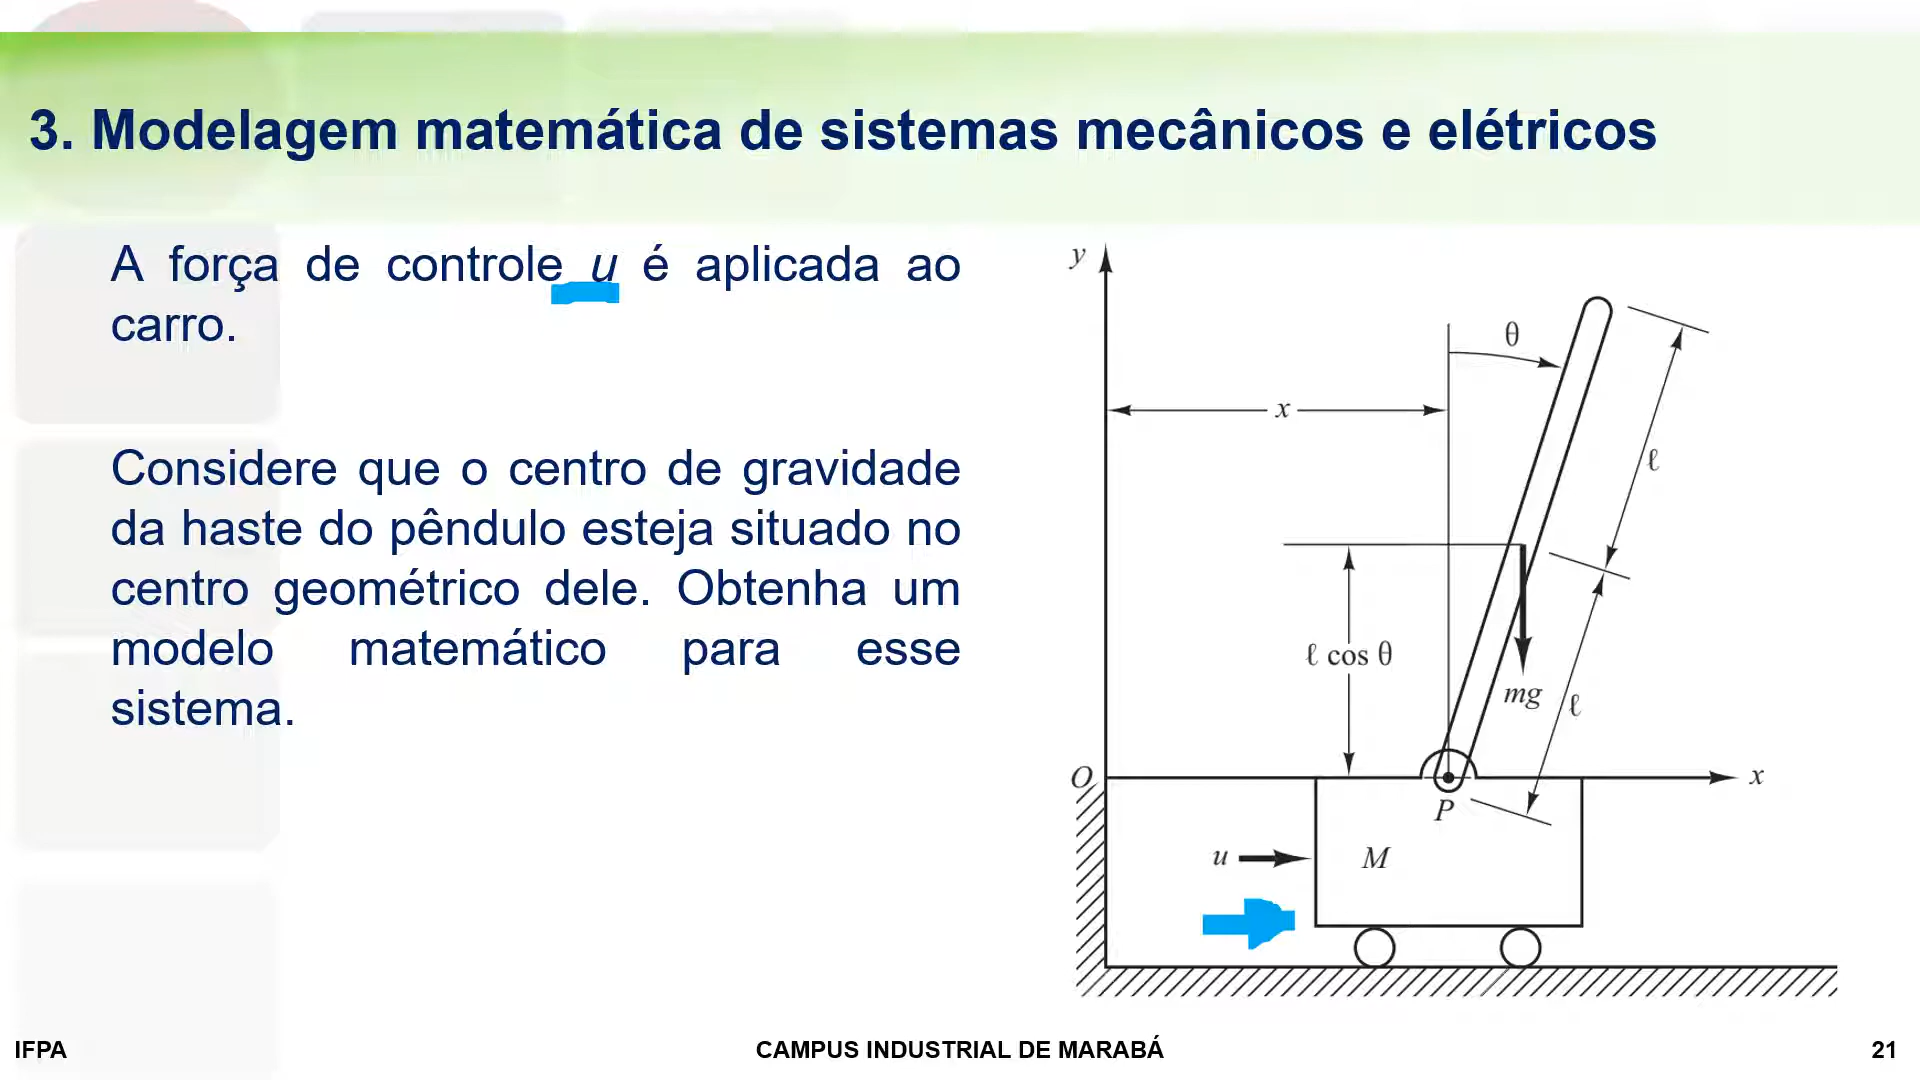 3. Modelagem matemática de sistemas mecânicos e elétricos
A força de controle u é aplicada ao
carro.
Considere que o centro de gravidade
da haste do pêndulo esteja situado no
centro geométrico dele. Obtenha um
modelo matemático para esse
sistema.
y
θ
x
ℓ
ℓ cos θ
mg
ℓ
O
x
P
u
M
IFPA
CAMPUS INDUSTRIAL DE MARABÁ
21